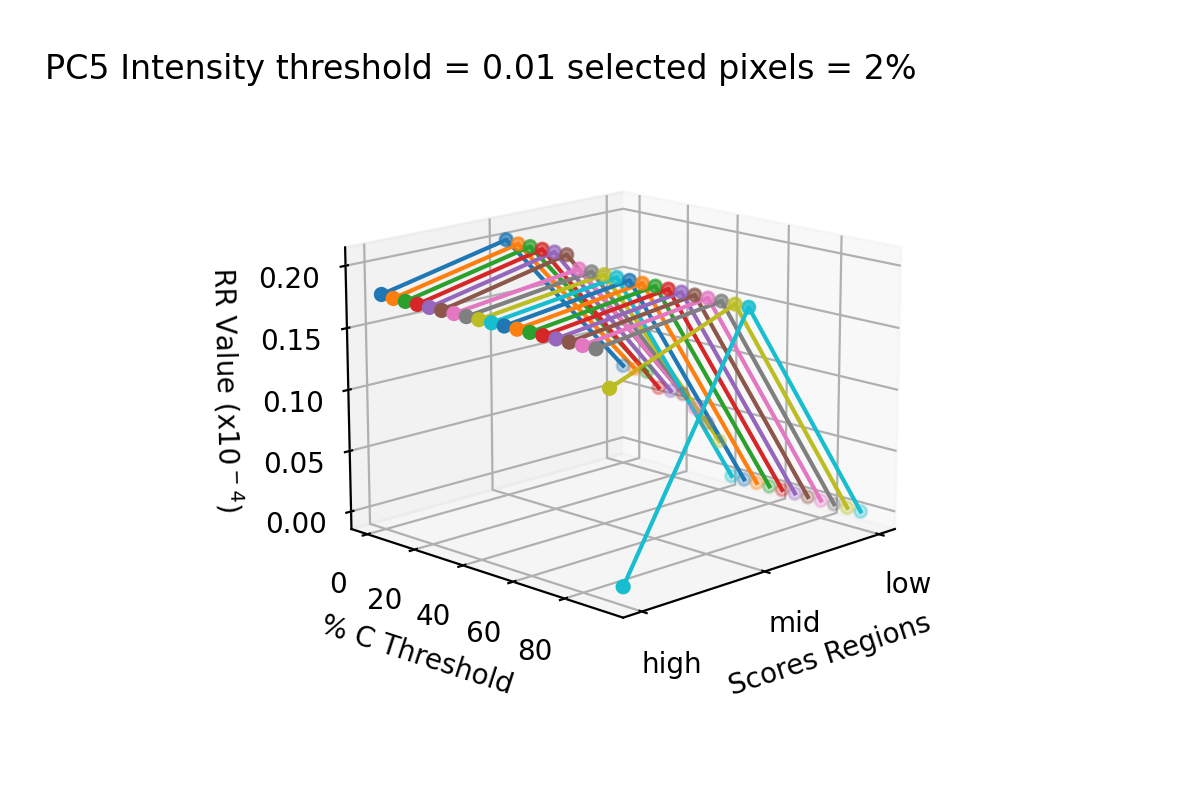 PC5 Intensity threshold = 0.01 selected pixels = 2%
RR Value (x10⁻⁴)
0.20
0.15
0.10
0.05
0.00
0
20
40
60
80
% C Threshold
high
mid
low
Scores Regions